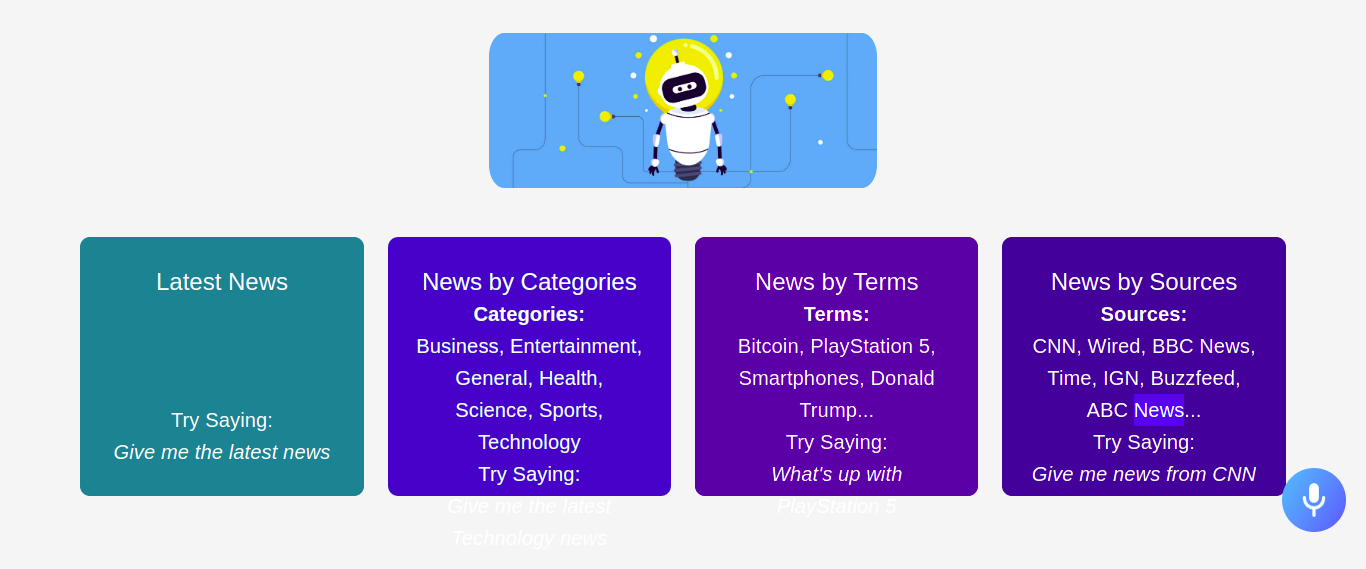 Latest News
Try Saying:
Give me the latest news
News by Categories
Categories:
Business, Entertainment,
General, Health,
Science, Sports,
Technology
Try Saying:
Give me the latest
Technology news
News by Terms
Terms:
Bitcoin, PlayStation 5,
Smartphones, Donald
Trump...
Try Saying:
What's up with
PlayStation 5
News by Sources
Sources:
CNN, Wired, BBC News,
Time, IGN, Buzzfeed,
ABC News...
Try Saying:
Give me news from CNN